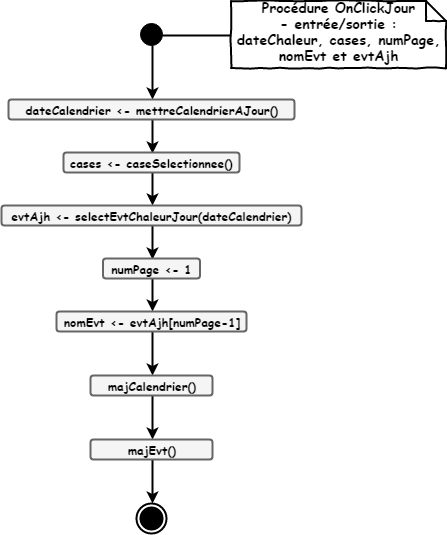 Procédure OnClickJour
- entrée/sortie :
dateChaleur, cases, numPage,
nomEvt et evtAjh
dateCalendrier <- mettreCalendrierAJour()
cases <- caseSelectionnee()
evtAjh <- selectEvtChaleurJour(dateCalendrier)
numPage <- 1
nomEvt <- evtAjh[numPage-1]
majCalendrier()
majEvt()